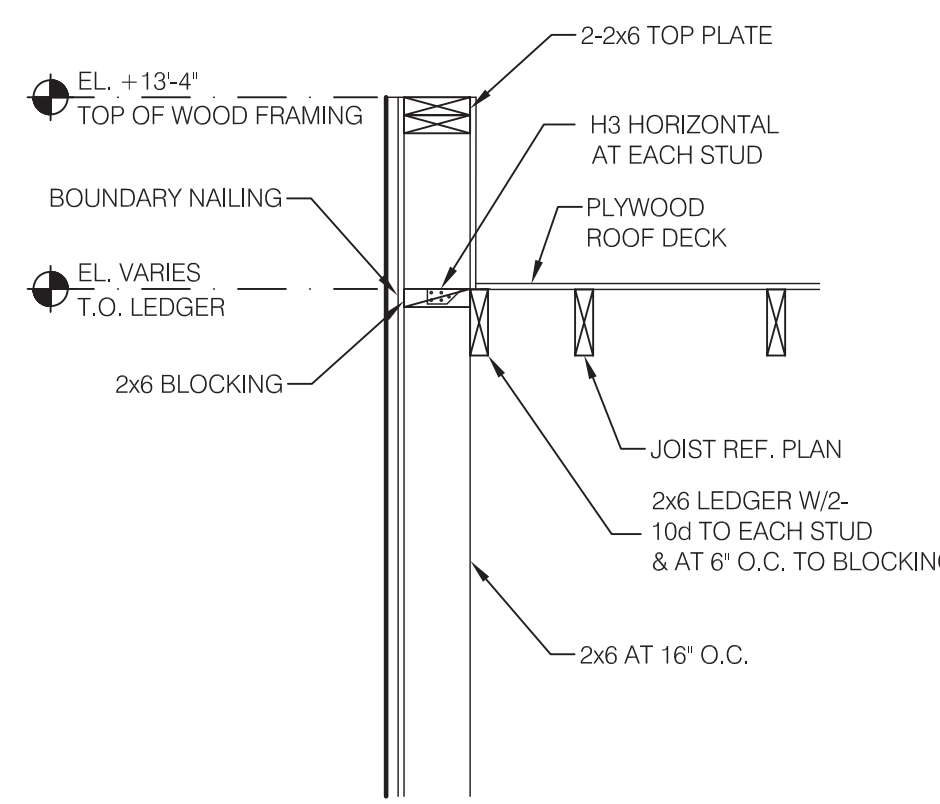 2-2x6 TOP PLATE
EL. +13'-4"
TOP OF WOOD FRAMING
H3 HORIZONTAL
AT EACH STUD
BOUNDARY NAILING
PLYWOOD
ROOF DECK
EL. VARIES
T.O. LEDGER
2x6 BLOCKING
JOIST REF. PLAN
2x6 LEDGER W/2-
10d TO EACH STUD
& AT 6" O.C. TO BLOCKING
2x6 AT 16" O.C.